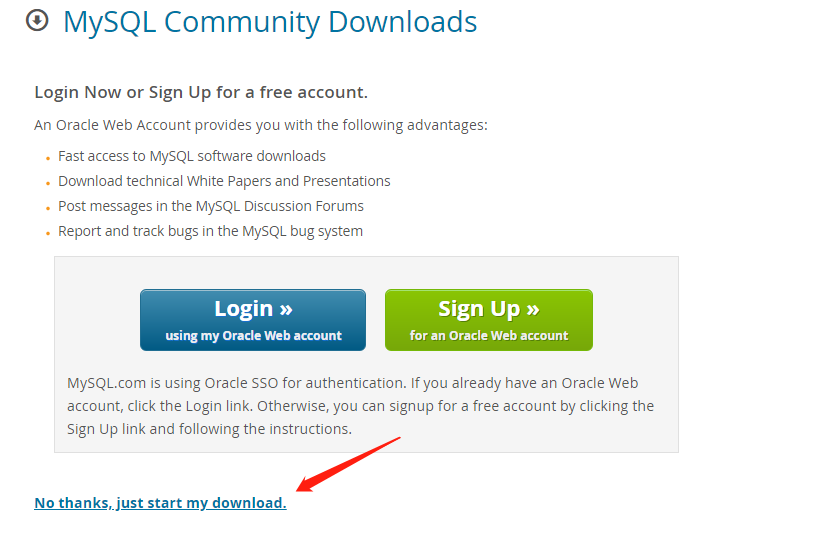 MySQL Community Downloads
Login Now or Sign Up for a free account.
An Oracle Web Account provides you with the following advantages:
Fast access to MySQL software downloads
Download technical White Papers and Presentations
Post messages in the MySQL Discussion Forums
Report and track bugs in the MySQL bug system
Login »
using my Oracle Web account
Sign Up »
for an Oracle Web account
MySQL.com is using Oracle SSO for authentication. If you already have an Oracle Web
account, click the Login link. Otherwise, you can signup for a free account by clicking the
Sign Up link and following the instructions.
No thanks, just start my download.